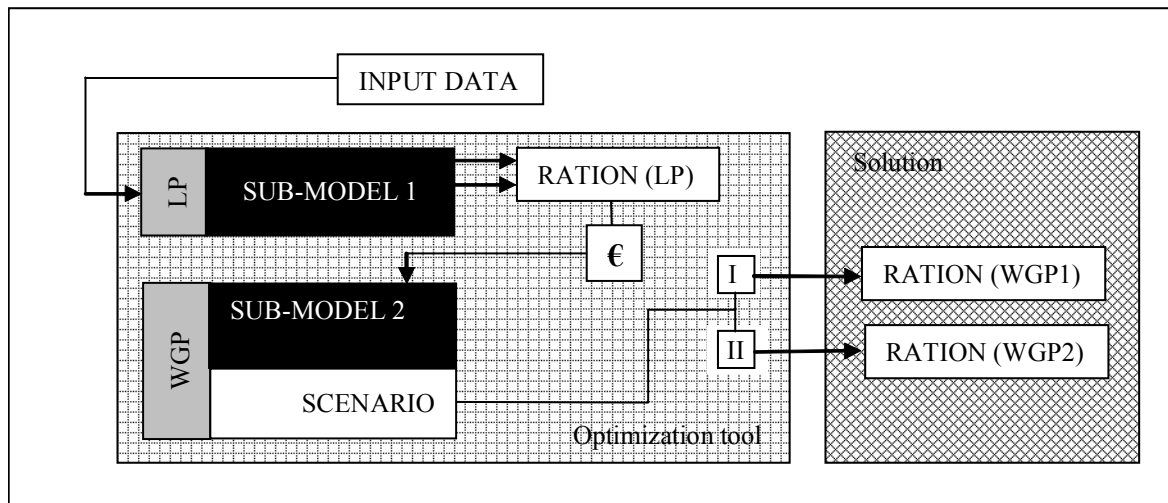 INPUT DATA
LP
SUB-MODEL 1
RATION (LP)
€
WGP
SUB-MODEL 2
SCENARIO
I
II
Optimization tool
Solution
RATION (WGP1)
RATION (WGP2)